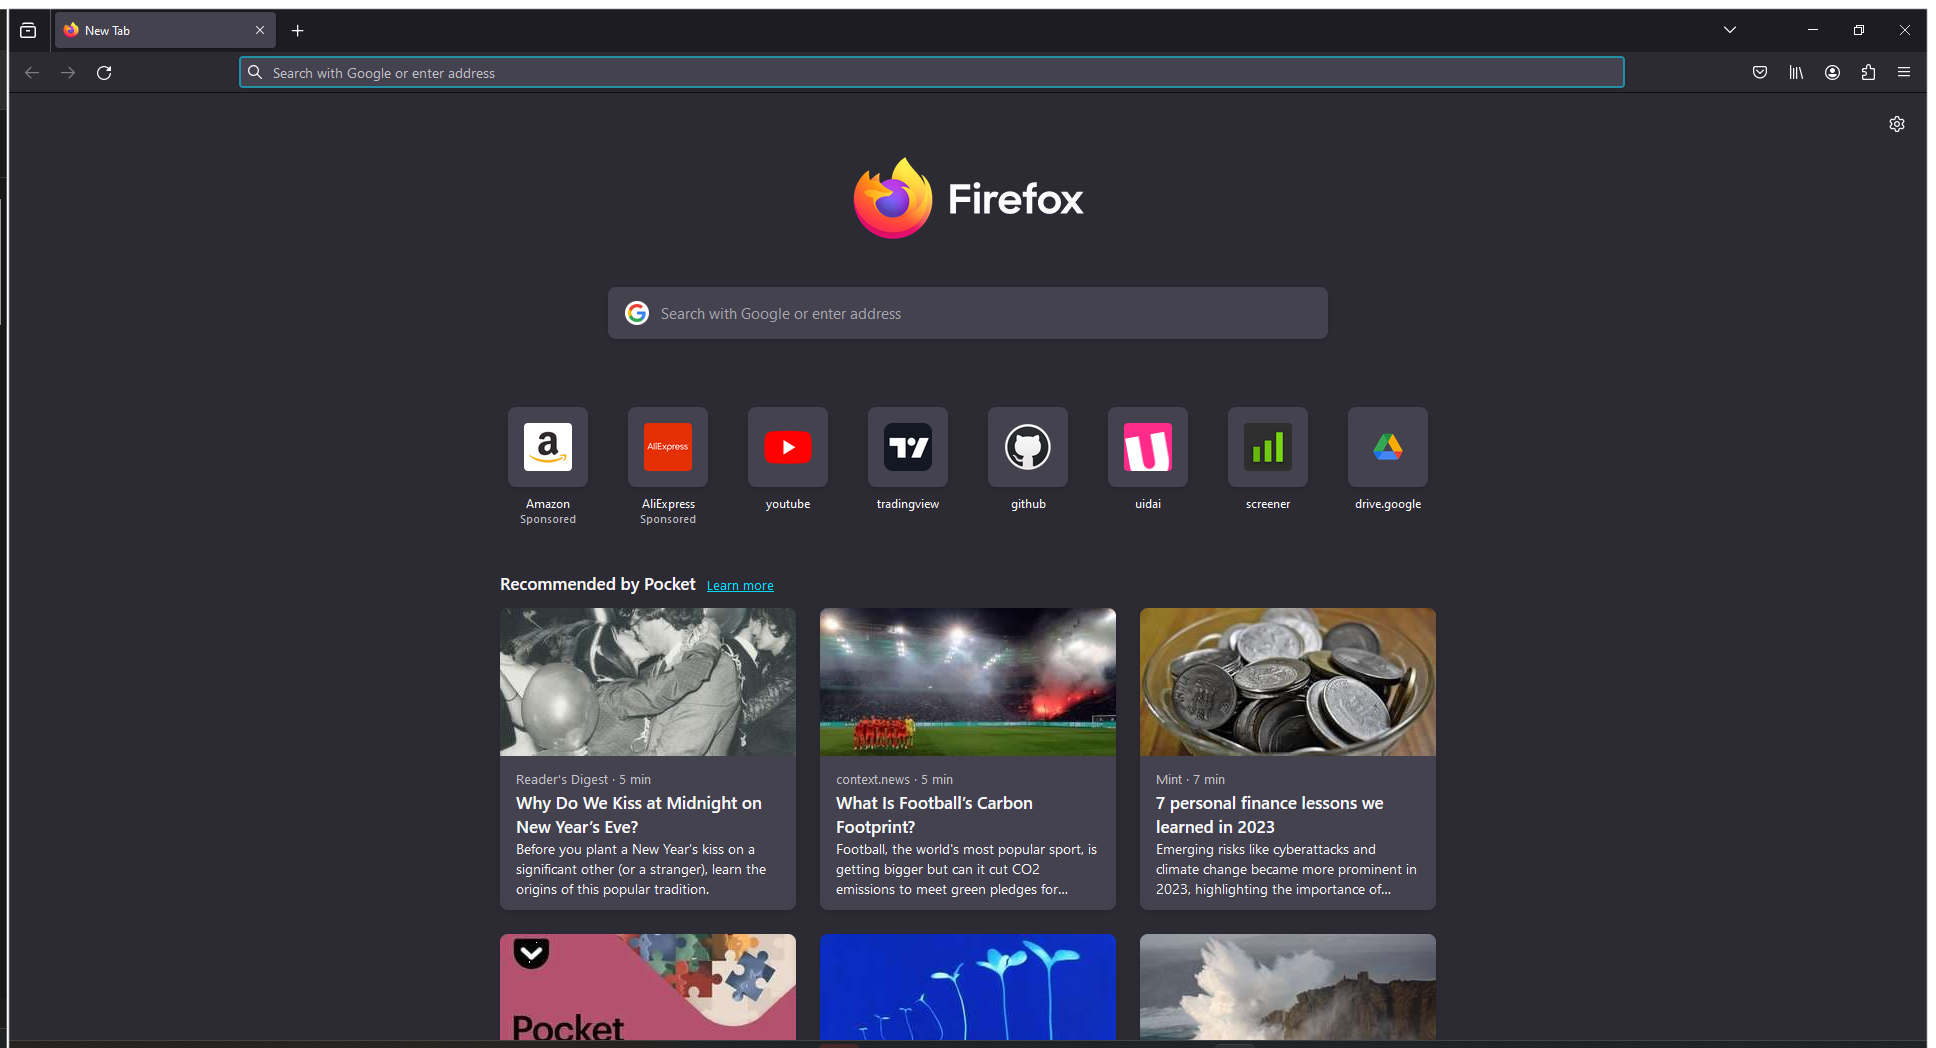 New Tab
Search with Google or enter address
Firefox
Search with Google or enter address
a
AliExpress
Amazon
Sponsored
AliExpress
Sponsored
youtube
tradingview
github
uidai
screener
drive.google
Recommended by Pocket Learn more
Reader's Digest · 5 min
Why Do We Kiss at Midnight on
New Year’s Eve?
Before you plant a New Year’s kiss on a
significant other (or a stranger), learn the
origins of this popular tradition.
context.news · 5 min
What Is Football’s Carbon
Footprint?
Football, the world's most popular sport, is
getting bigger but can it cut CO2
emissions to meet green pledges for...
Mint · 7 min
7 personal finance lessons we
learned in 2023
Emerging risks like cyberattacks and
climate change became more prominent in
2023, highlighting the importance of...
Pocket